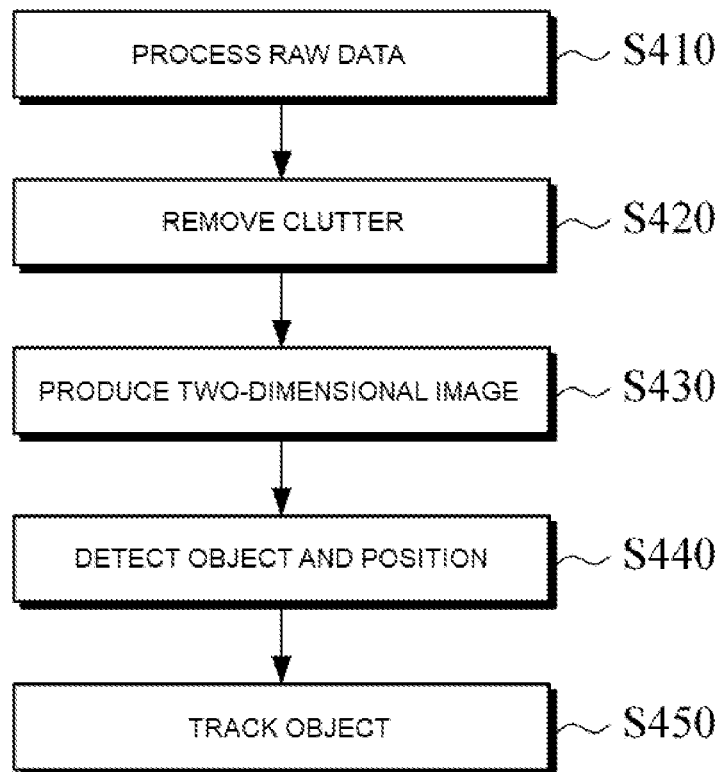 PROCESS RAW DATA S410
REMOVE CLUTTER S420
PRODUCE TWO-DIMENSIONAL IMAGE S430
DETECT OBJECT AND POSITION S440
TRACK OBJECT S450